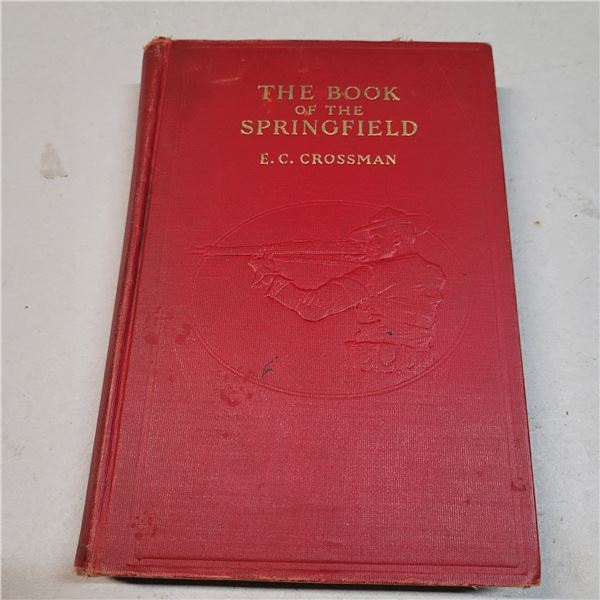 THE BOOK
OF THE
SPRINGFIELD
E. C. CROSSMAN